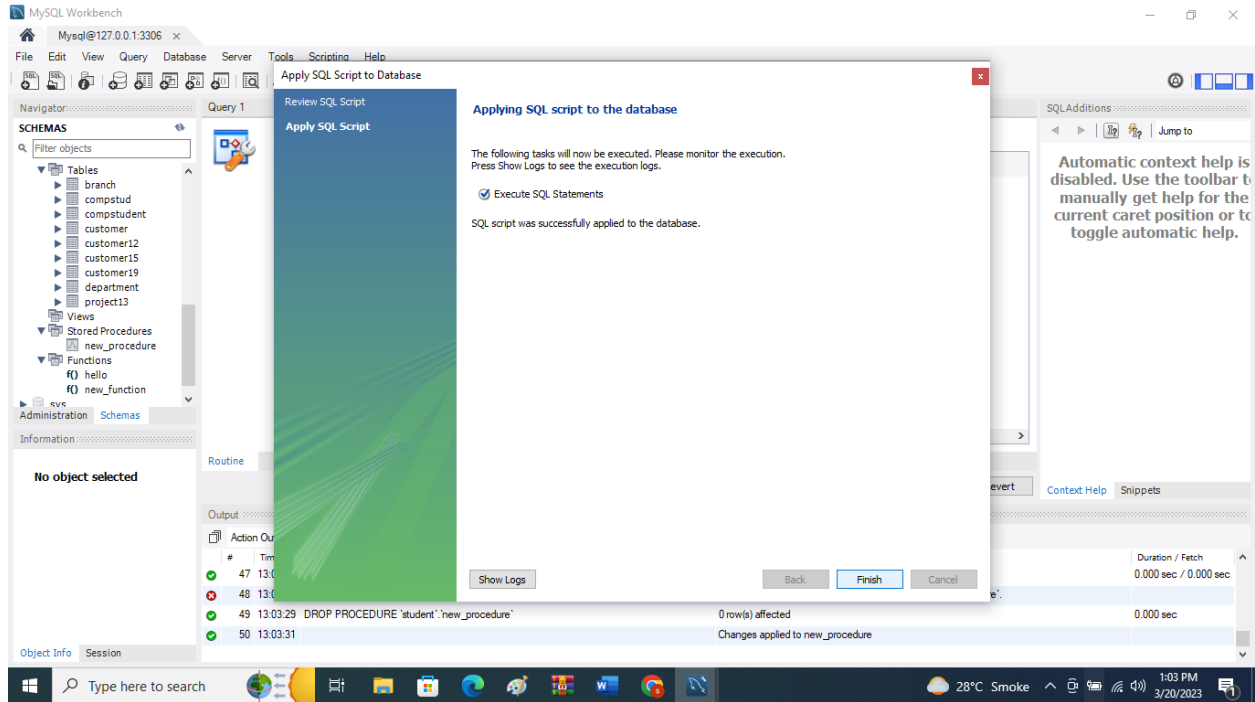 MySQL Workbench
Mysql@127.0.0.1:3306
File Edit View Query Database Server Tools Scripting Help
Navigator
SCHEMAS
Filter objects
Tables
branch
compstud
compstudent
customer
customer12
customer15
customer19
department
project13
Views
Stored Procedures
new_procedure
Functions
f() hello
f() new_function
sys
Administration Schemas
Information
No object selected
Object Info Session
Query 1
Routine
Apply SQL Script to Database
Review SQL Script
Apply SQL Script
Applying SQL script to the database
The following tasks will now be executed. Please monitor the execution.
Press Show Logs to see the execution logs.
Execute SQL Statements
SQL script was successfully applied to the database.
Show Logs Back Finish Cancel
evert
SQL Additions
Jump to
Automatic context help is
disabled. Use the toolbar to
manually get help for the
current caret position or to
toggle automatic help.
Context Help Snippets
Output
Action Ou
# Tim Duration / Fetch
47 13:0 0.000 sec / 0.000 sec
48 13:0 e'.
49 13:03:29 DROP PROCEDURE `student`.`new_procedure` 0 row(s) affected 0.000 sec
50 13:03:31 Changes applied to new_procedure
Type here to search
28°C Smoke
1:03 PM
3/20/2023